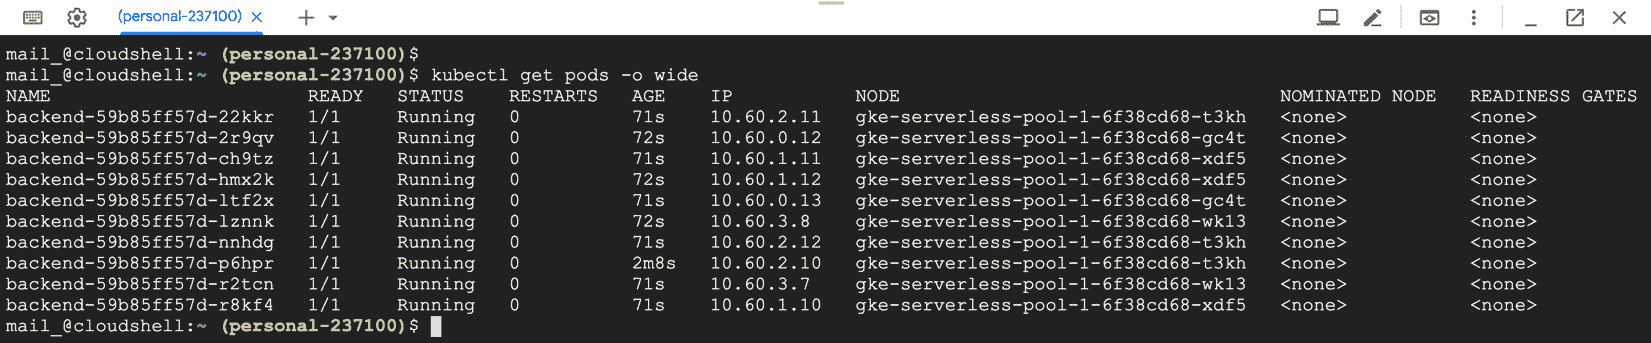 (personal-237100)
mail_@cloudshell:~ (personal-237100)$
mail_@cloudshell:~ (personal-237100)$ kubectl get pods -o wide
NAME READY STATUS RESTARTS AGE IP NODE NOMINATED NODE READINESS GATES
backend-59b85ff57d-22kkr 1/1 Running 0 71s 10.60.2.11 gke-serverless-pool-1-6f38cd68-t3kh <none> <none>
backend-59b85ff57d-2r9qv 1/1 Running 0 72s 10.60.0.12 gke-serverless-pool-1-6f38cd68-gc4t <none> <none>
backend-59b85ff57d-ch9tz 1/1 Running 0 71s 10.60.1.11 gke-serverless-pool-1-6f38cd68-xdf5 <none> <none>
backend-59b85ff57d-hmx2k 1/1 Running 0 72s 10.60.1.12 gke-serverless-pool-1-6f38cd68-xdf5 <none> <none>
backend-59b85ff57d-ltf2x 1/1 Running 0 71s 10.60.0.13 gke-serverless-pool-1-6f38cd68-gc4t <none> <none>
backend-59b85ff57d-lznnk 1/1 Running 0 72s 10.60.3.8 gke-serverless-pool-1-6f38cd68-wk13 <none> <none>
backend-59b85ff57d-nnhdg 1/1 Running 0 71s 10.60.2.12 gke-serverless-pool-1-6f38cd68-t3kh <none> <none>
backend-59b85ff57d-p6hpr 1/1 Running 0 2m8s 10.60.2.10 gke-serverless-pool-1-6f38cd68-t3kh <none> <none>
backend-59b85ff57d-r2tcn 1/1 Running 0 71s 10.60.3.7 gke-serverless-pool-1-6f38cd68-wk13 <none> <none>
backend-59b85ff57d-r8kf4 1/1 Running 0 71s 10.60.1.10 gke-serverless-pool-1-6f38cd68-xdf5 <none> <none>
mail_@cloudshell:~ (personal-237100)$